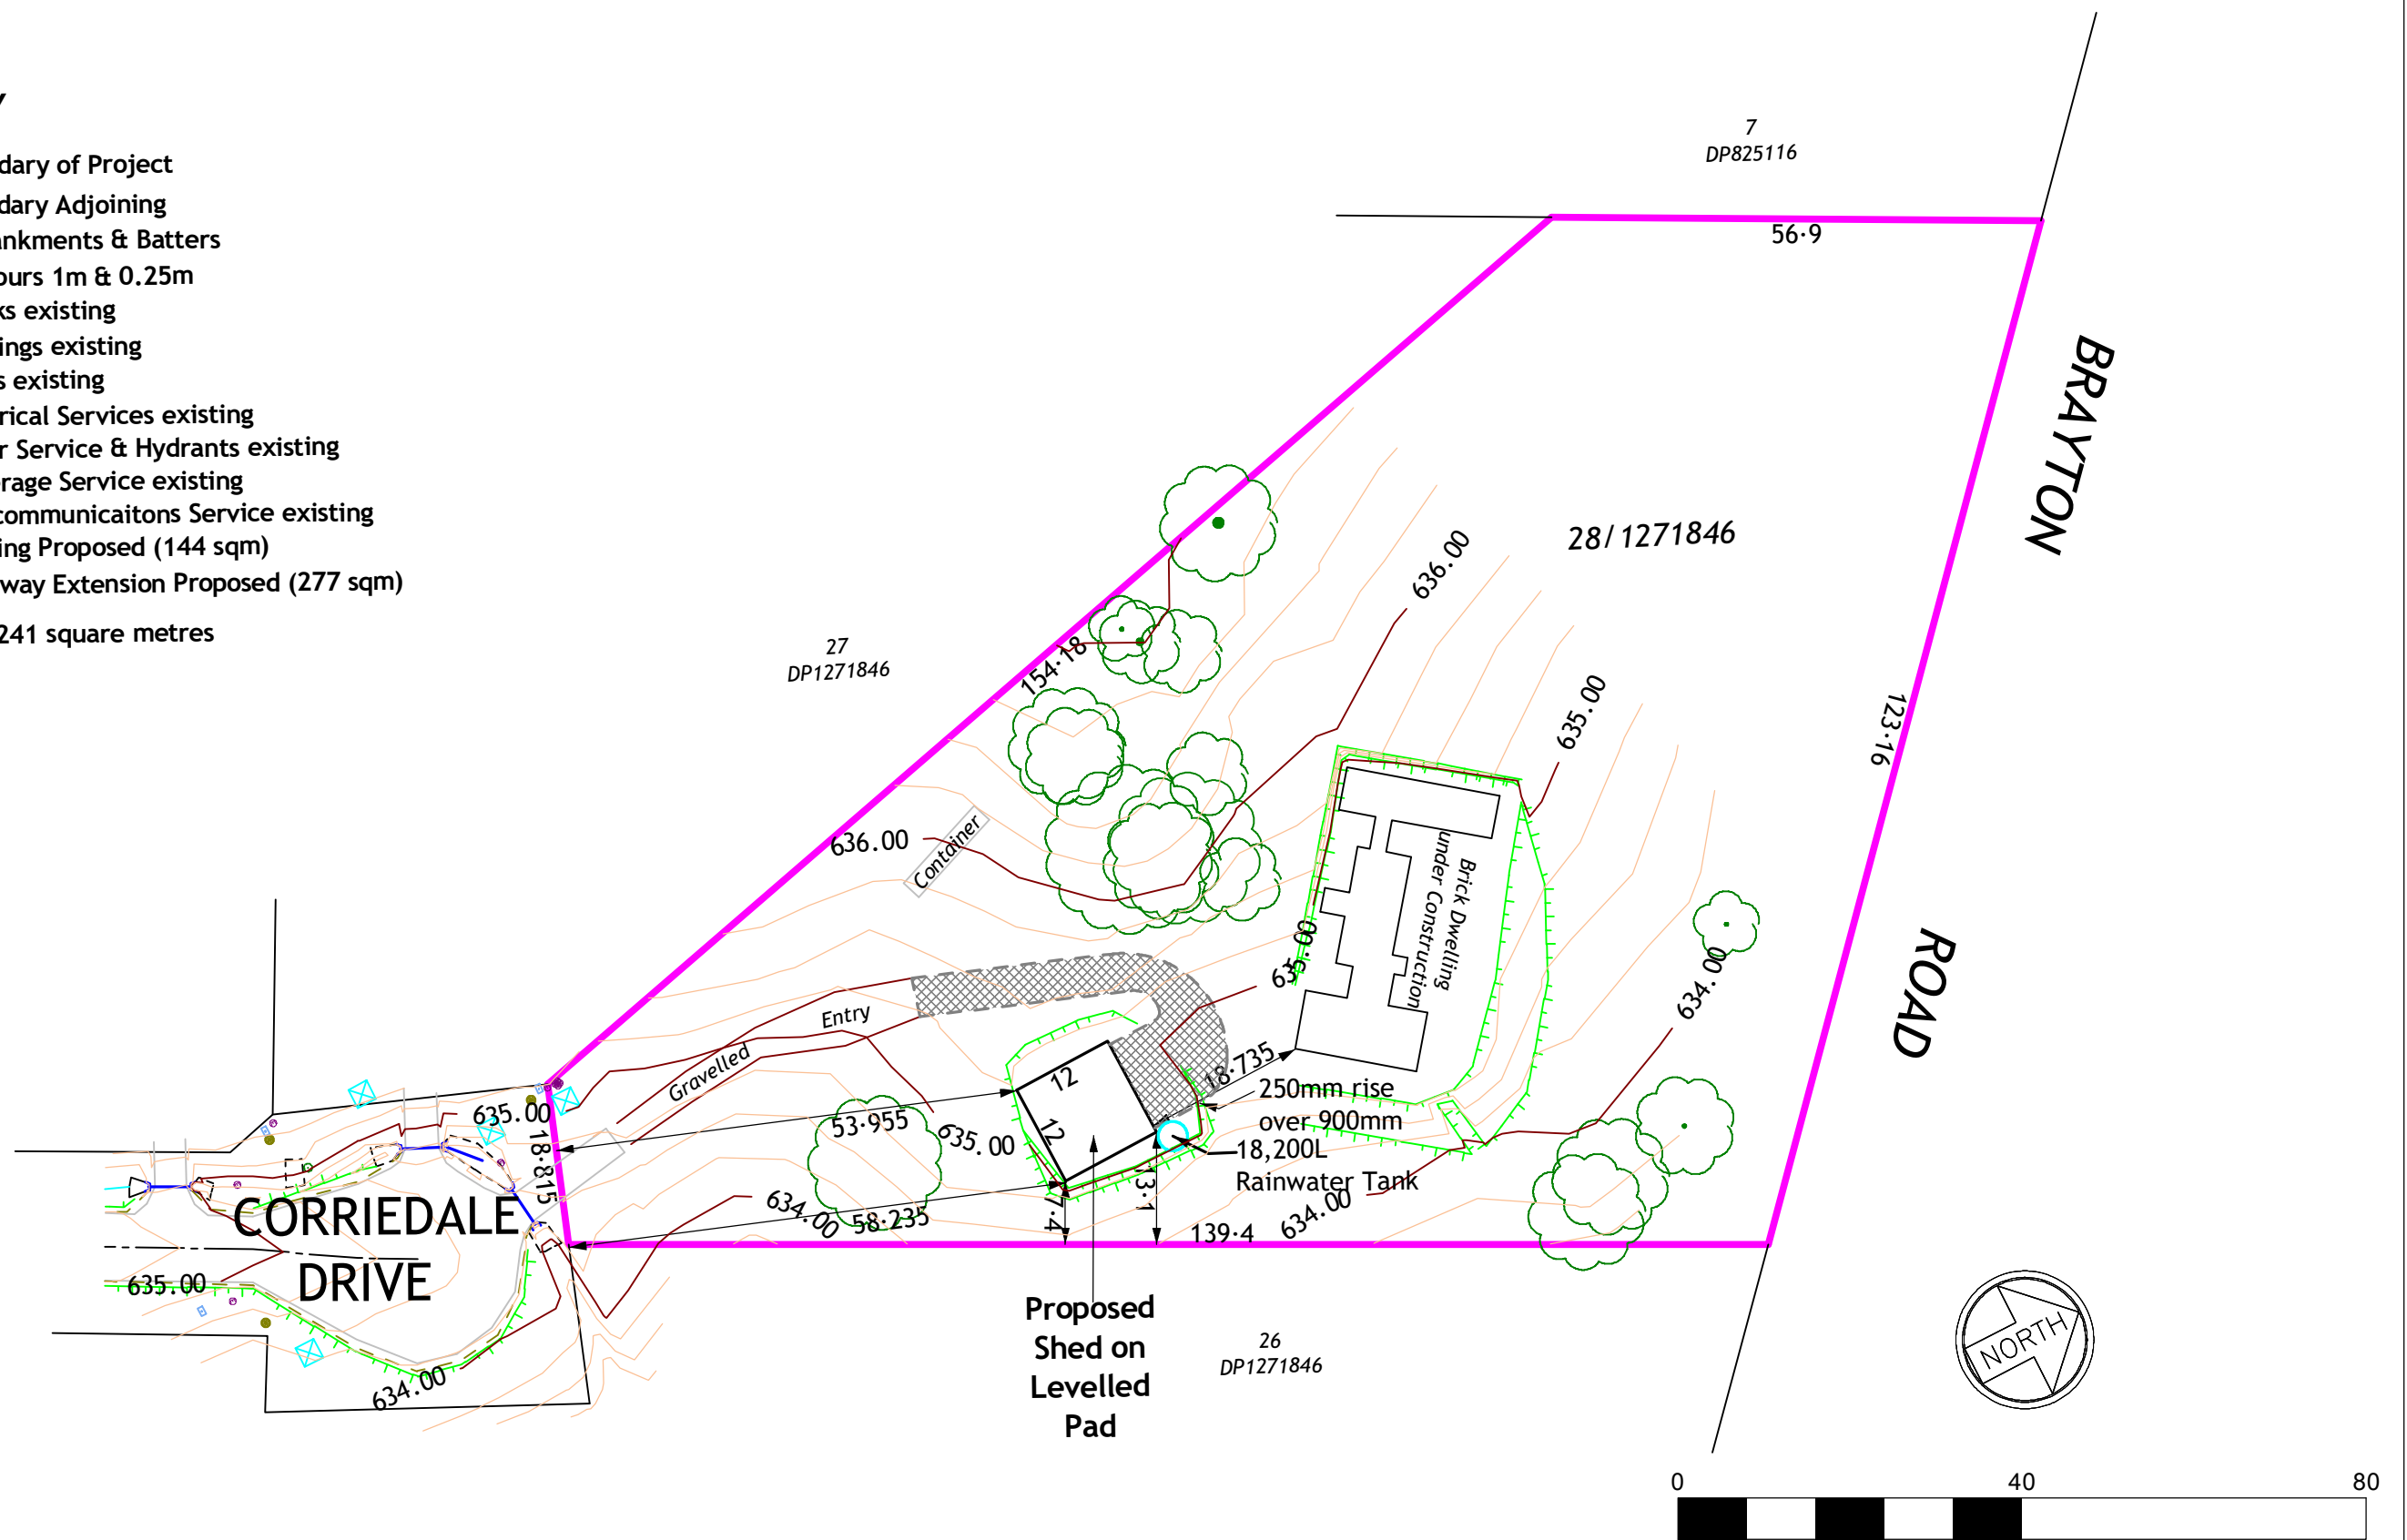 Y
dary of Project
dary Adjoining
ankments & Batters
ours 1m & 0.25m
ks existing
ings existing
s existing
rical Services existing
r Service & Hydrants existing
rage Service existing
communicaitons Service existing
ing Proposed (144 sqm)
way Extension Proposed (277 sqm)
241 square metres
7
DP825116
56·9
BRAYTON
ROAD
28/1271846
636.00
27
DP1271846
154·18
635.00
123·16
636.00
Container
Brick Dwelling
under Construction
635.00
634.00
Entry
Gravelled
12
12
18·735
250mm rise
over 900mm
18,200L
Rainwater Tank
53·955
635.00
635.00
18·815
634.00
58·235
7·4
13·1
139·4
634.00
CORRIEDALE
DRIVE
635.00
634.00
Proposed
Shed on
Levelled
Pad
26
DP1271846
NORTH
0 40 80